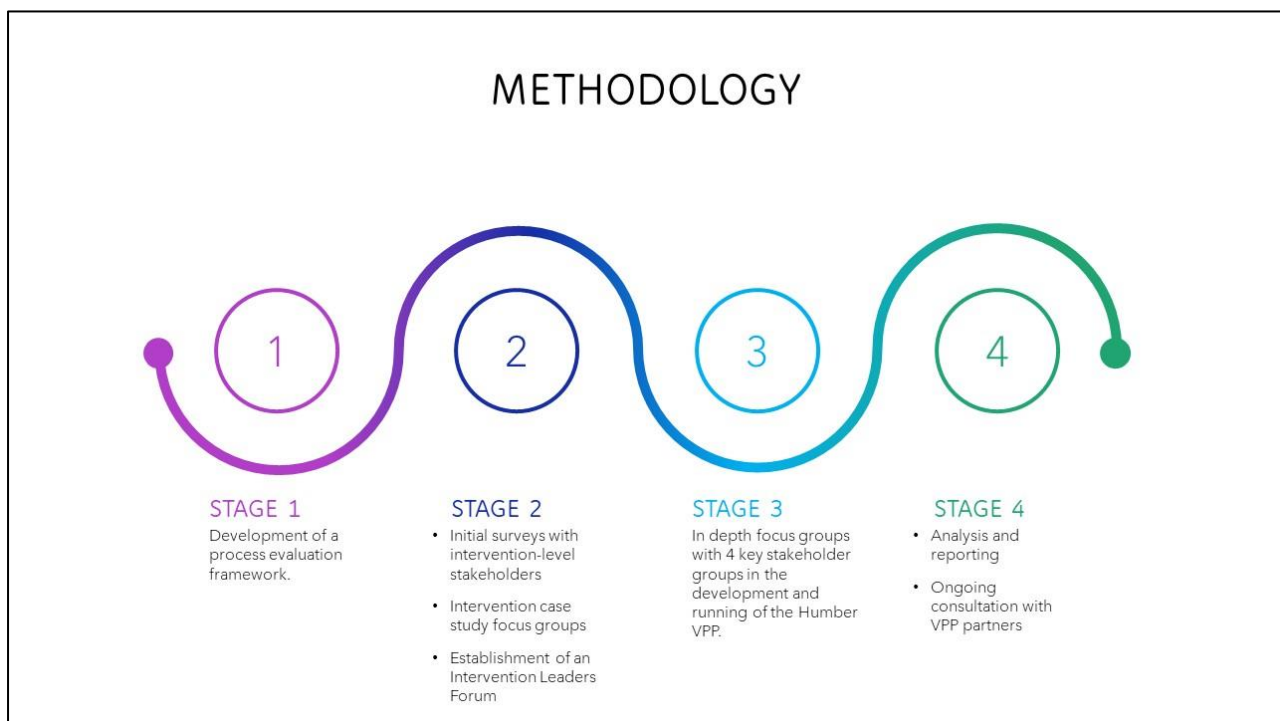 METHODOLOGY
1
2
3
4
STAGE 1
Development of a
process evaluation
framework.
STAGE 2
• Initial surveys with
intervention-level
stakeholders
• Intervention case
study focus groups
• Establishment of an
Intervention Leaders
Forum
STAGE 3
In depth focus groups
with 4 key stakeholder
groups in the
development and
running of the Humber
VPP.
STAGE 4
• Analysis and
reporting
• Ongoing
consultation with
VPP partners